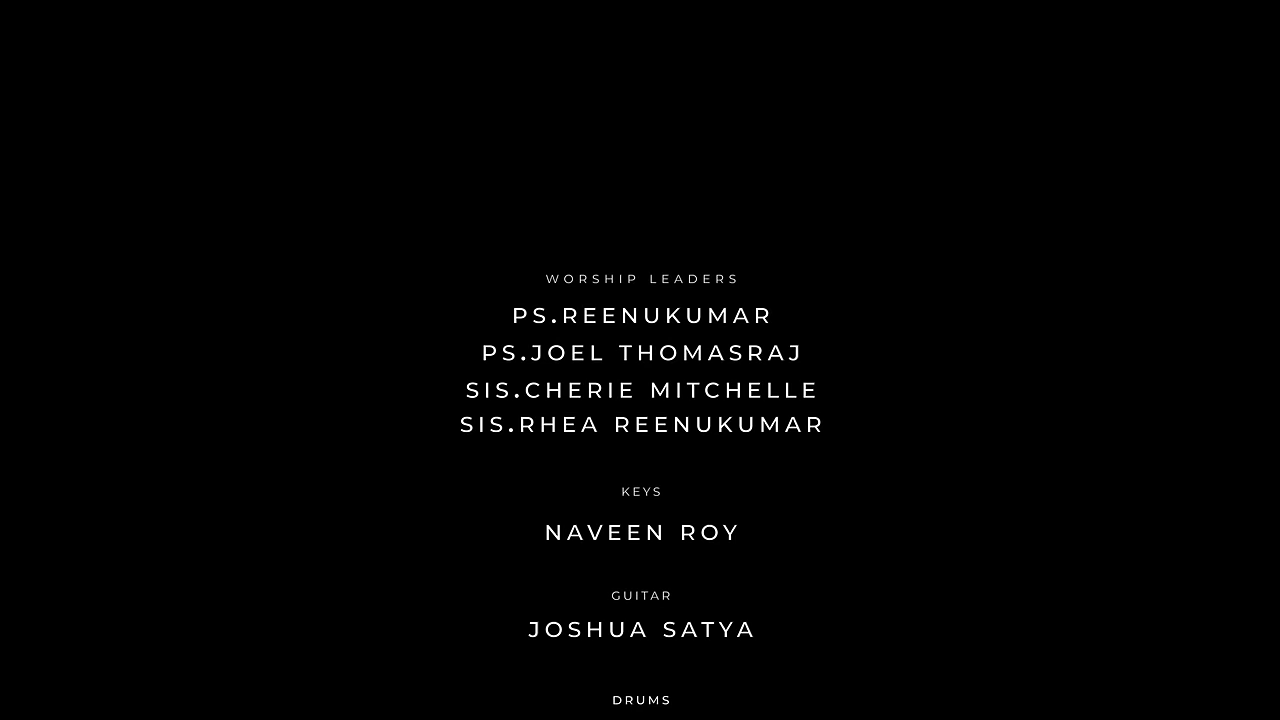 WORSHIP LEADERS
PS.REENUKUMAR
PS.JOEL THOMASRAJ
SIS.CHERIE MITCHELLE
SIS.RHEA REENUKUMAR
KEYS
NAVEEN ROY
GUITAR
JOSHUA SATYA
DRUMS